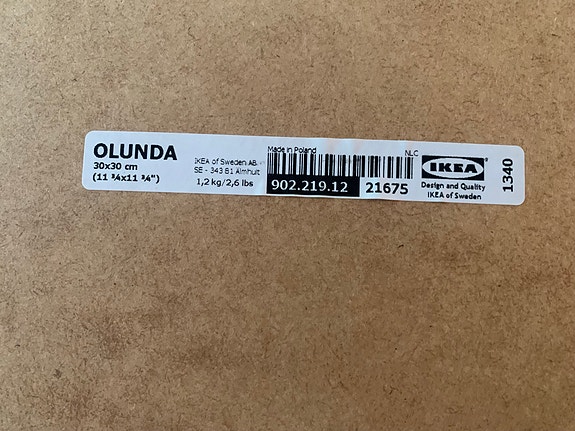 OLUNDA
30x30 cm
(11 ¾x11 ¾")
IKEA of Sweden AB
SE - 343 81 Älmhult
1,2 kg/2,6 lbs
Made in Poland
NLC
902.219.12
21675
IKEA
Design and Quality
IKEA of Sweden
1340